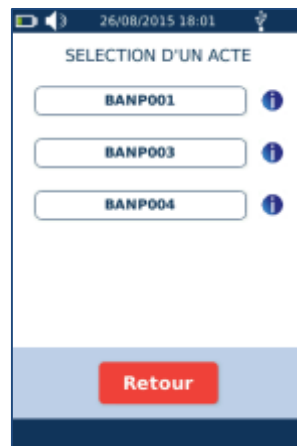 26/08/2015 18:01
SELECTION D'UN ACTE
BANP001
BANP003
BANP004
Retour